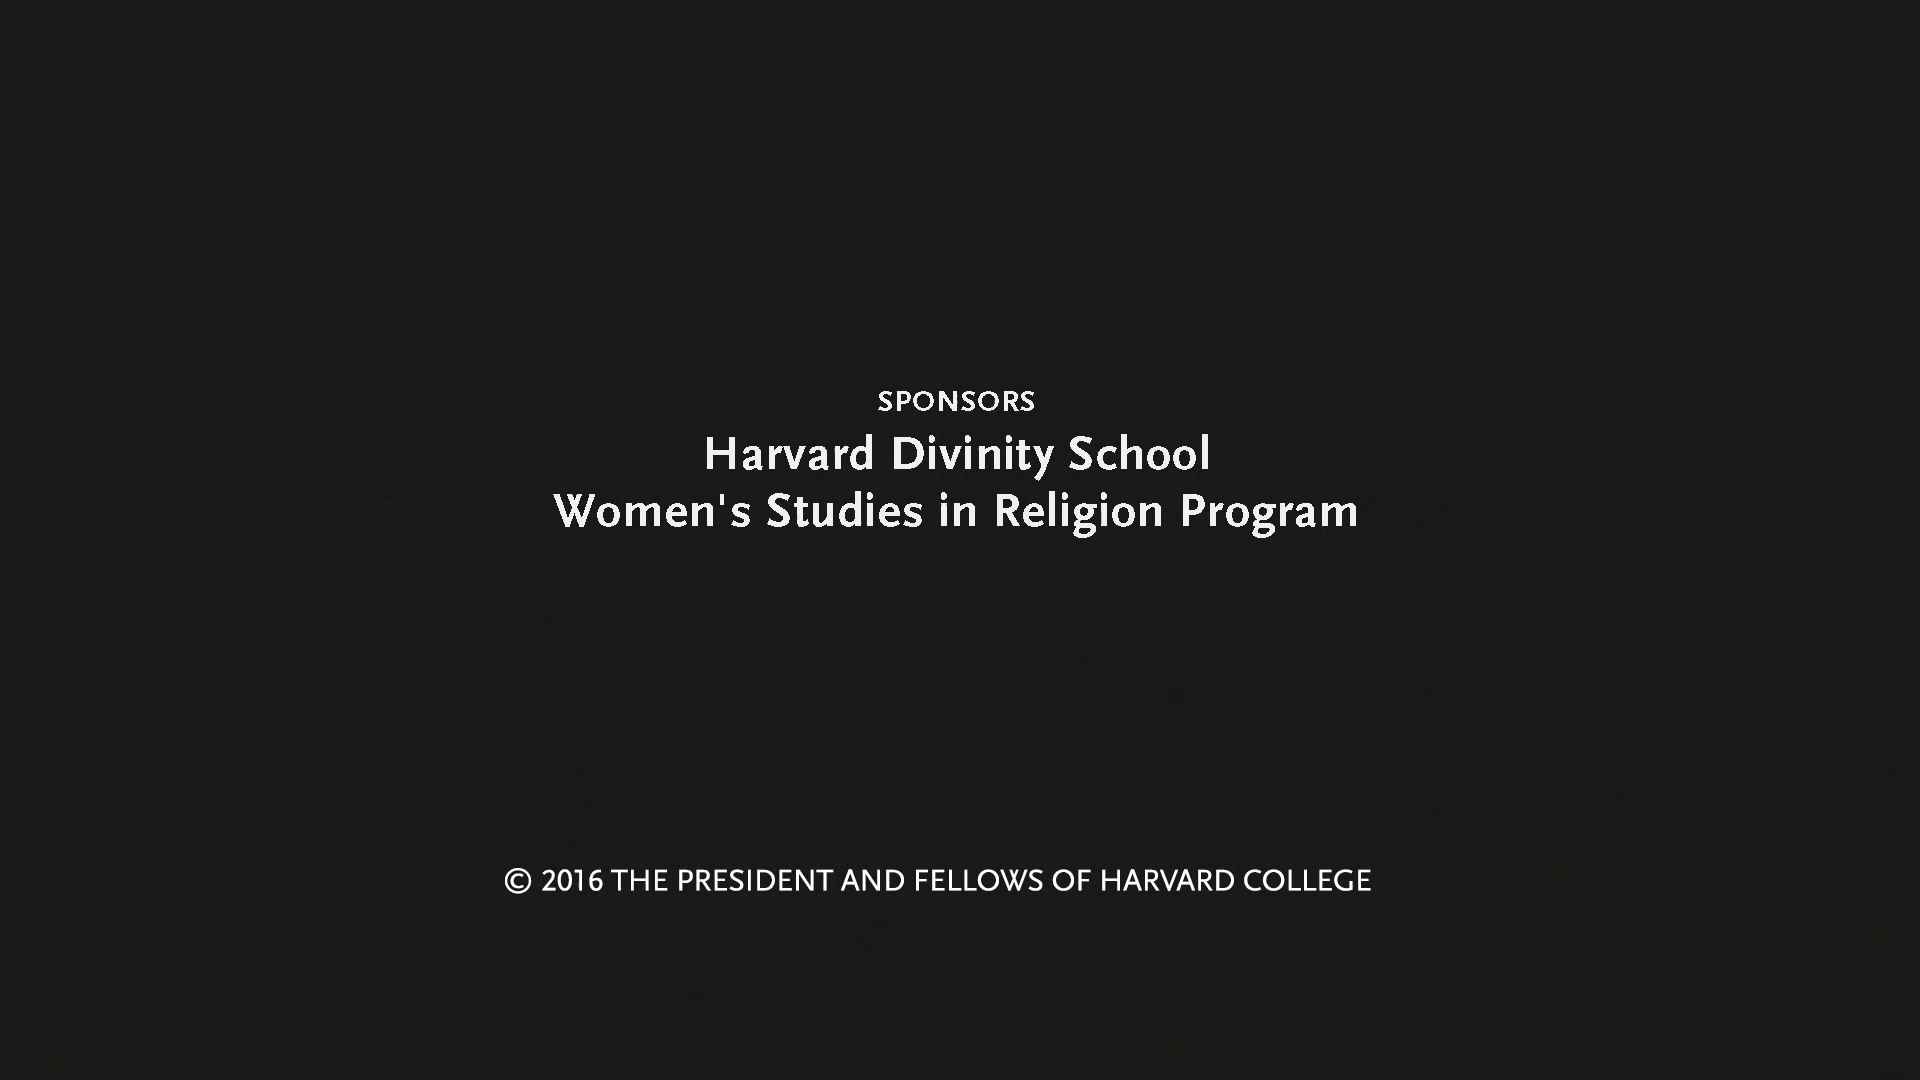 SPONSORS
Harvard Divinity School
Women's Studies in Religion Program
© 2016 THE PRESIDENT AND FELLOWS OF HARVARD COLLEGE